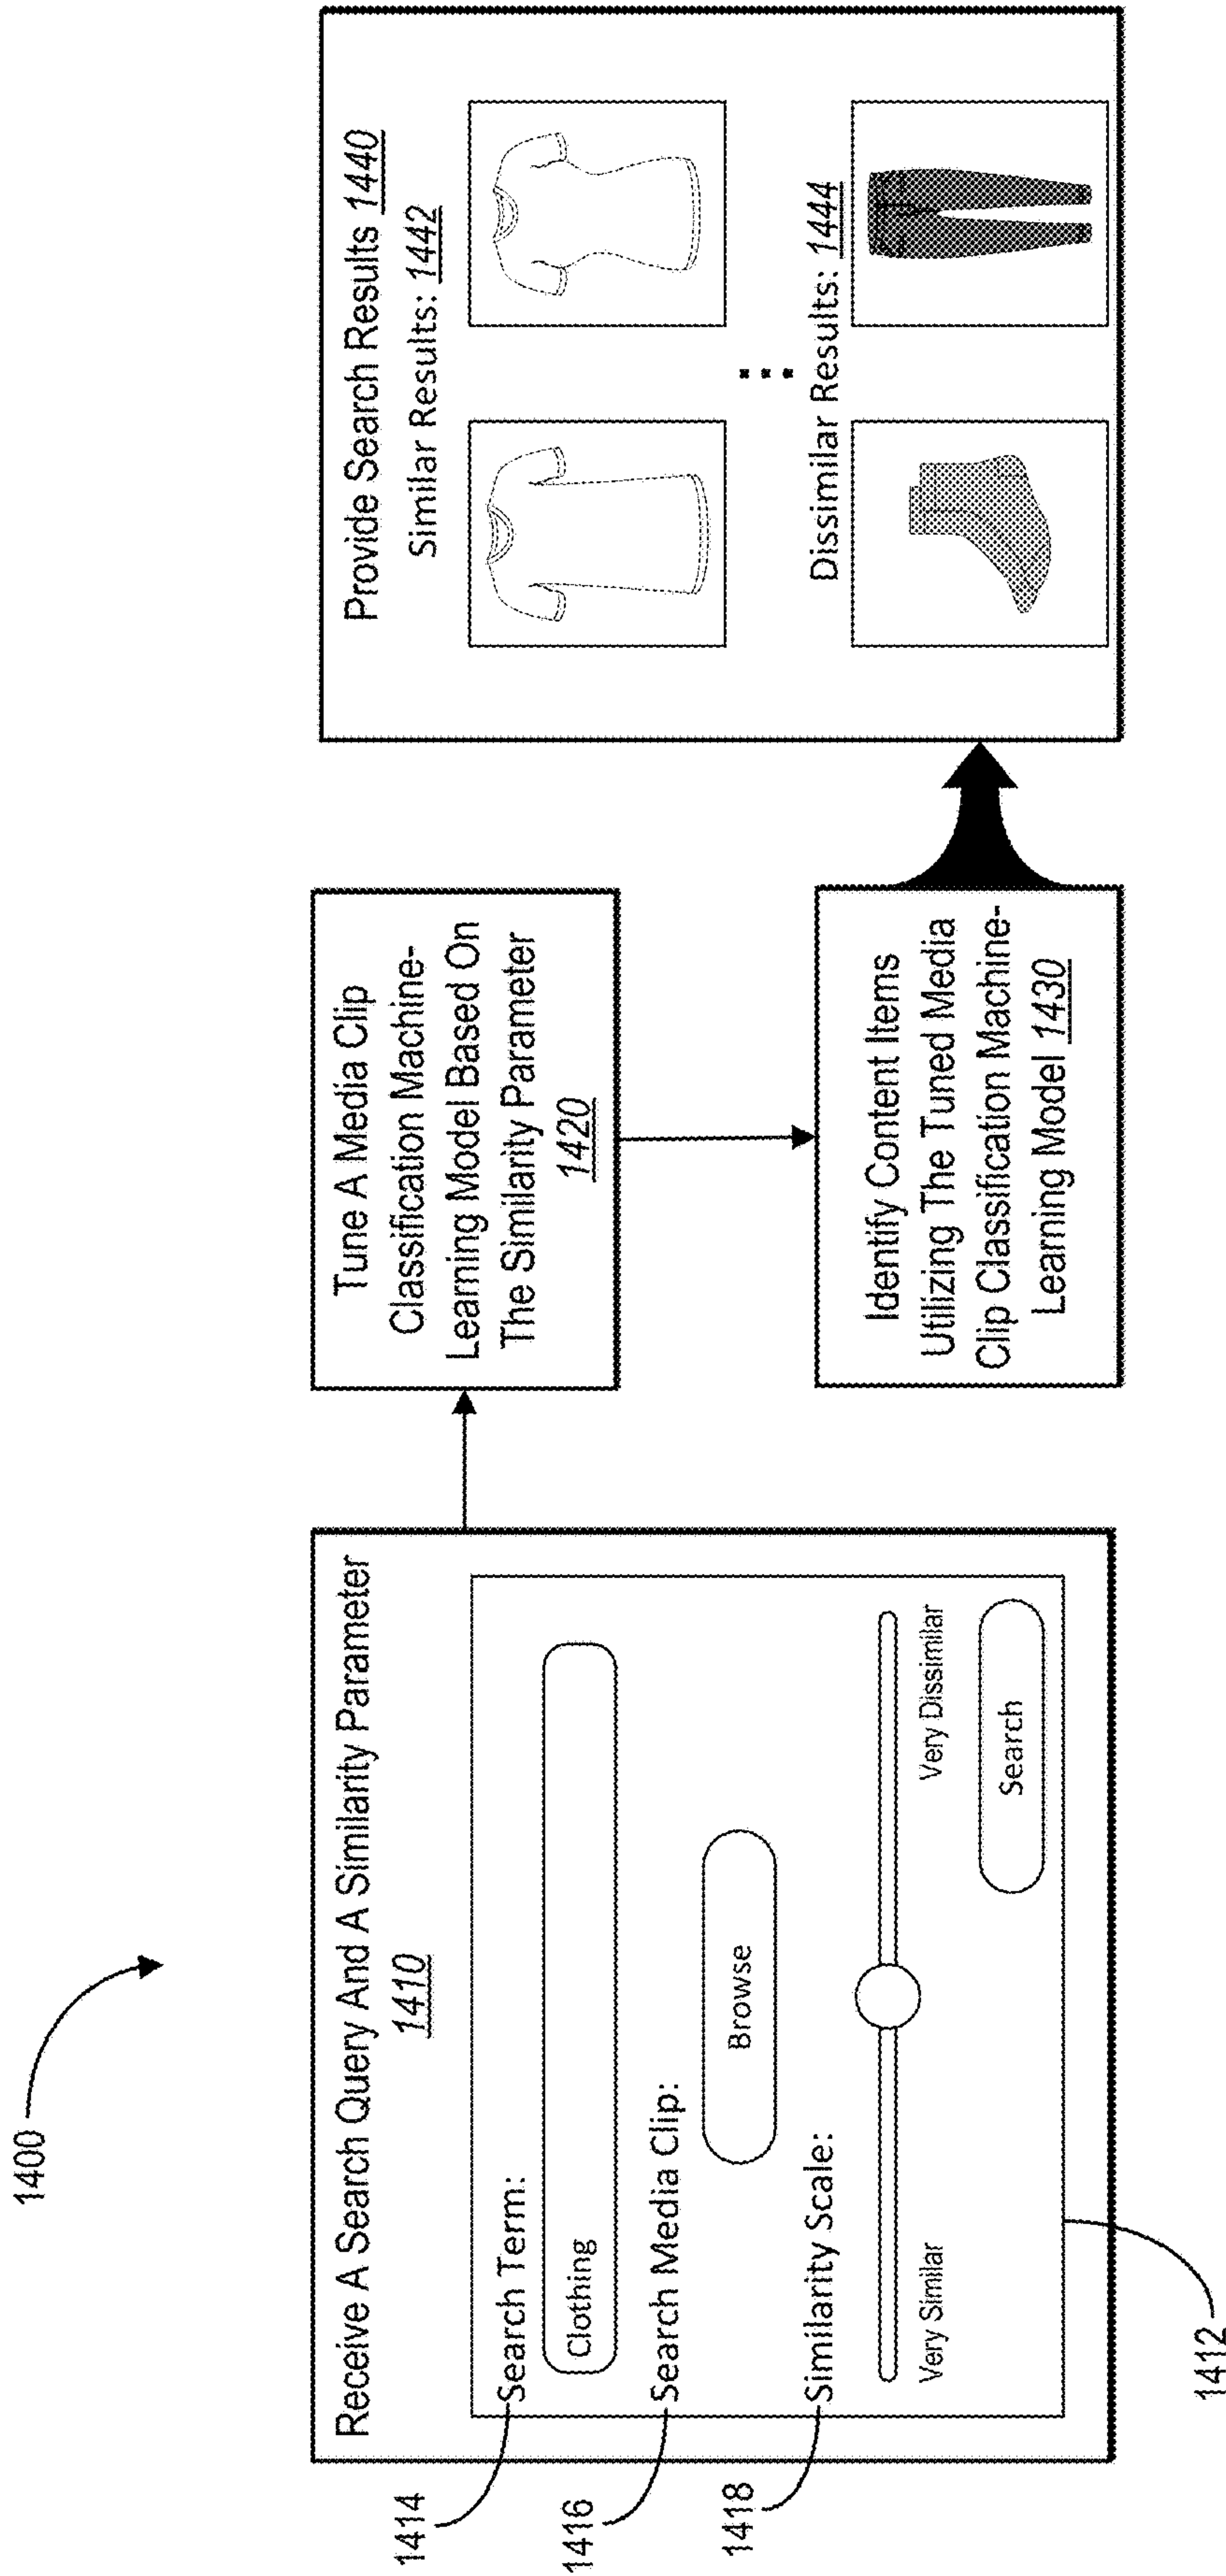 1400
Receive A Search Query And A Similarity Parameter
1410
1414
Search Term:
Clothing
1416
Search Media Clip:
Browse
1418
Similarity Scale:
Very Similar
Very Dissimilar
Search
1412
Tune A Media Clip
Classification Machine-
Learning Model Based On
The Similarity Parameter
1420
Identify Content Items
Utilizing The Tuned Media
Clip Classification Machine-
Learning Model 1430
Provide Search Results 1440
Similar Results: 1442
Dissimilar Results: 1444